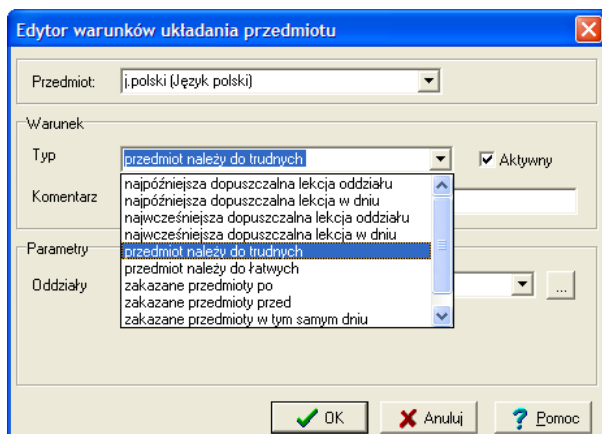 Edytor warunków układania przedmiotu
Przedmiot: j.polski (Język polski)
Warunek
Typ przedmiot należy do trudnych Aktywny
najpóźniejsza dopuszczalna lekcja oddziału
Komentarz najpóźniejsza dopuszczalna lekcja w dniu
najwcześniejsza dopuszczalna lekcja oddziału
najwcześniejsza dopuszczalna lekcja w dniu
Parametry przedmiot należy do trudnych
przedmiot należy do łatwych
Oddziały zakazane przedmioty po ...
zakazane przedmioty przed
zakazane przedmioty w tym samym dniu
OK Anuluj Pomoc